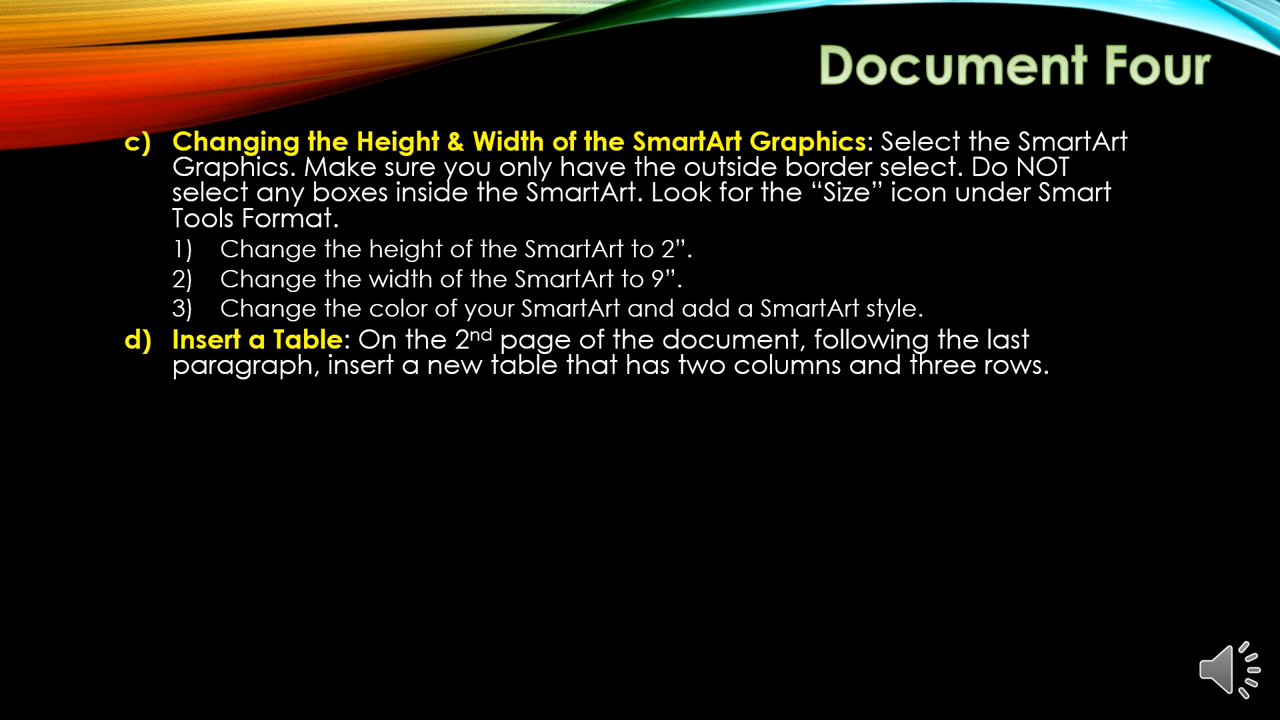 Document Four
c) Changing the Height & Width of the SmartArt Graphics: Select the SmartArt
Graphics. Make sure you only have the outside border select. Do NOT
select any boxes inside the SmartArt. Look for the “Size” icon under Smart
Tools Format.
1) Change the height of the SmartArt to 2”.
2) Change the width of the SmartArt to 9”.
3) Change the color of your SmartArt and add a SmartArt style.
d) Insert a Table: On the 2nd page of the document, following the last
paragraph, insert a new table that has two columns and three rows.